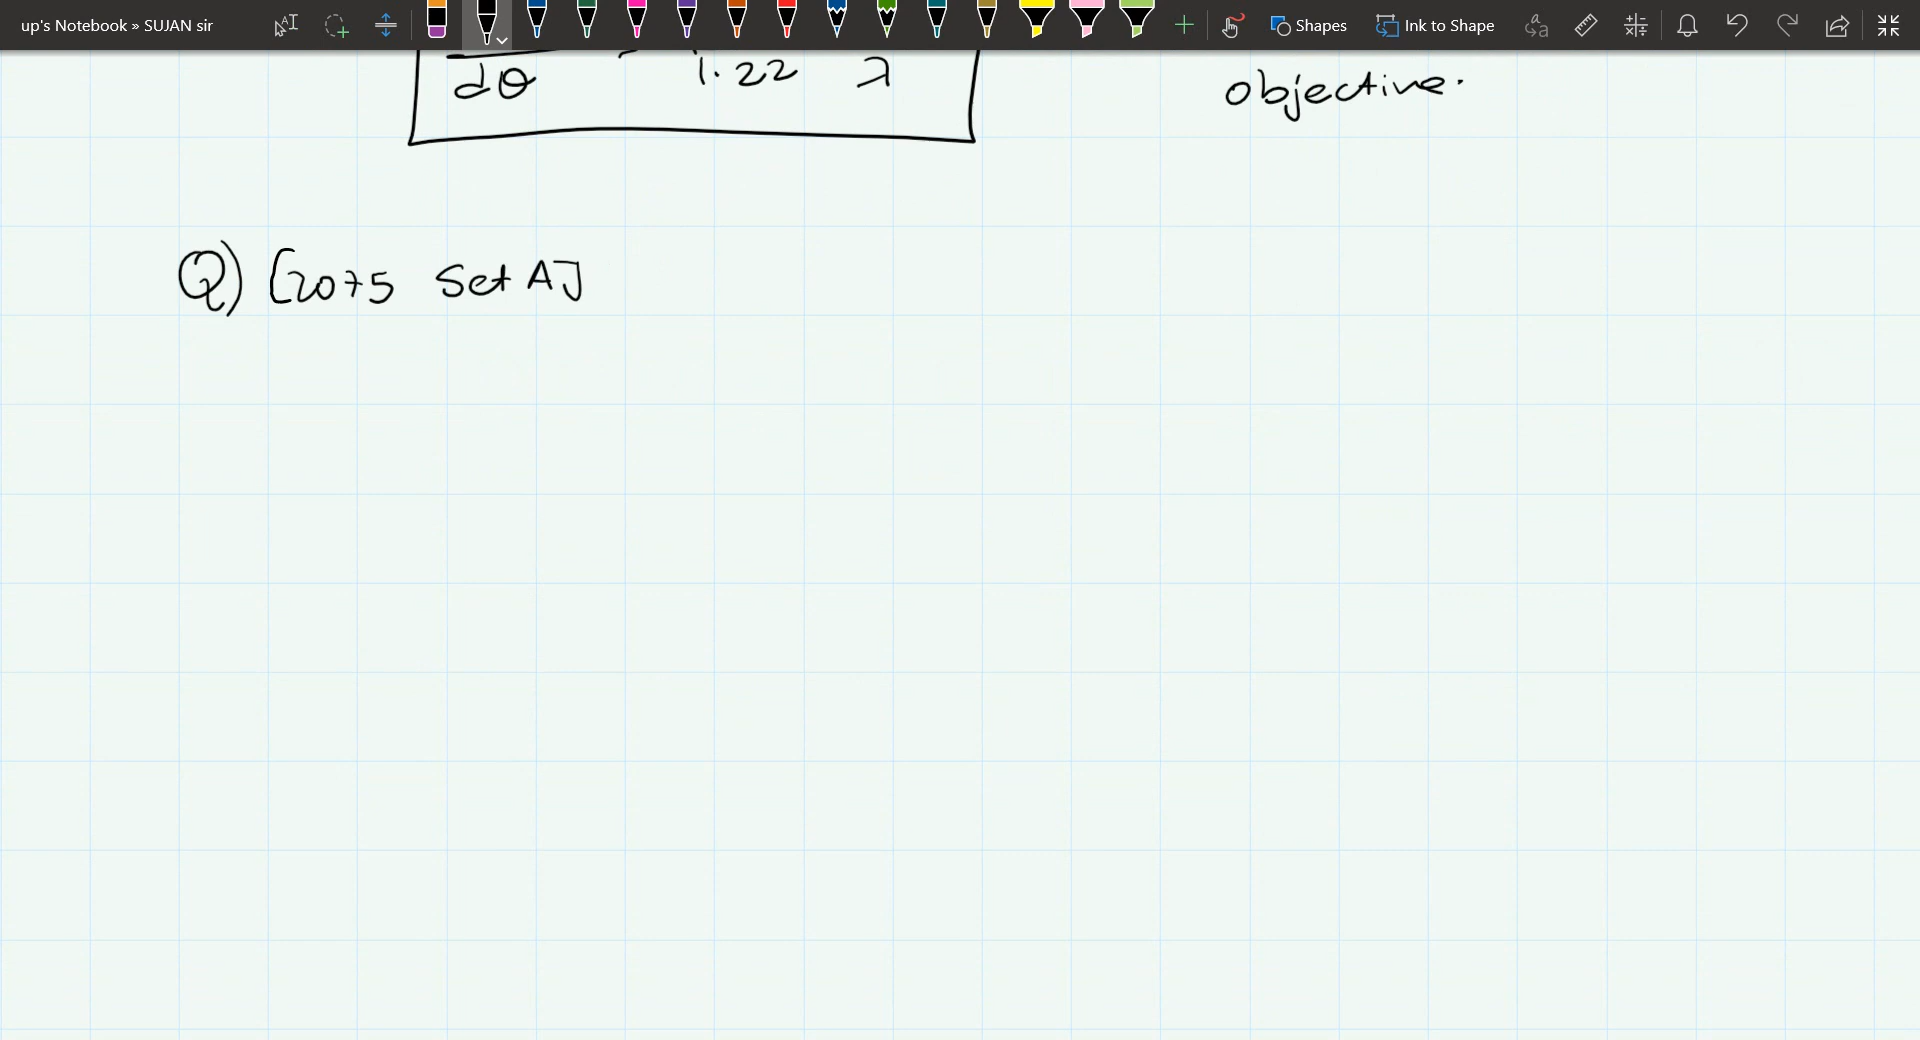 up's Notebook » SUJAN sir
Shapes
Ink to Shape
dθ 1.22 λ
objective.
Q) [2075 Set A]